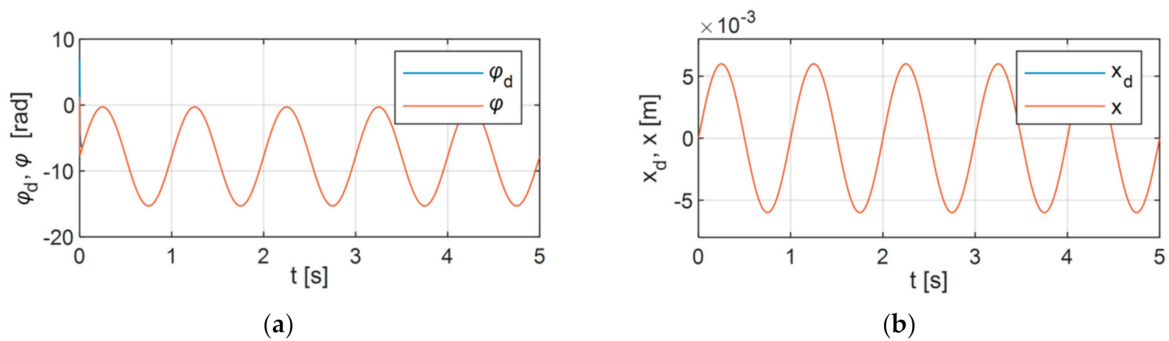 10
0
-10
-20
φd, φ [rad]
φd
φ
0 1 2 3 4 5
t [s]
(a)
× 10-3
5
0
-5
xd, x [m]
xd
x
0 1 2 3 4 5
t [s]
(b)